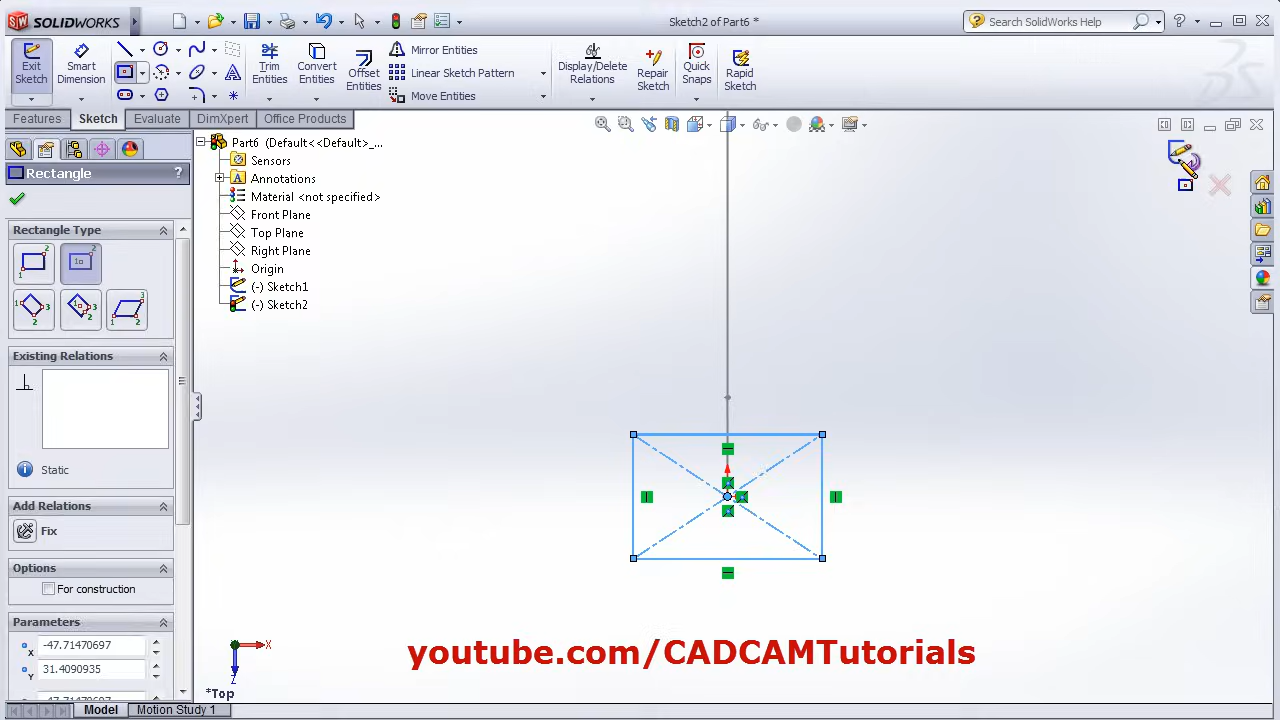 SOLIDWORKS
Sketch2 of Part6 *
Search SolidWorks Help
Exit Sketch
Smart Dimension
Trim Entities
Convert Entities
Offset Entities
Mirror Entities
Linear Sketch Pattern
Move Entities
Display/Delete Relations
Repair Sketch
Quick Snaps
Rapid Sketch
Features
Sketch
Evaluate
DimXpert
Office Products
Rectangle
?
Rectangle Type
Existing Relations
Static
Add Relations
Fix
Options
For construction
Parameters
-47.71470697
31.4090935
Part6 (Default<<Default>_...
Sensors
Annotations
Material <not specified>
Front Plane
Top Plane
Right Plane
Origin
(-) Sketch1
(-) Sketch2
X
Z
*Top
youtube.com/CADCAMTutorials
Model
Motion Study 1